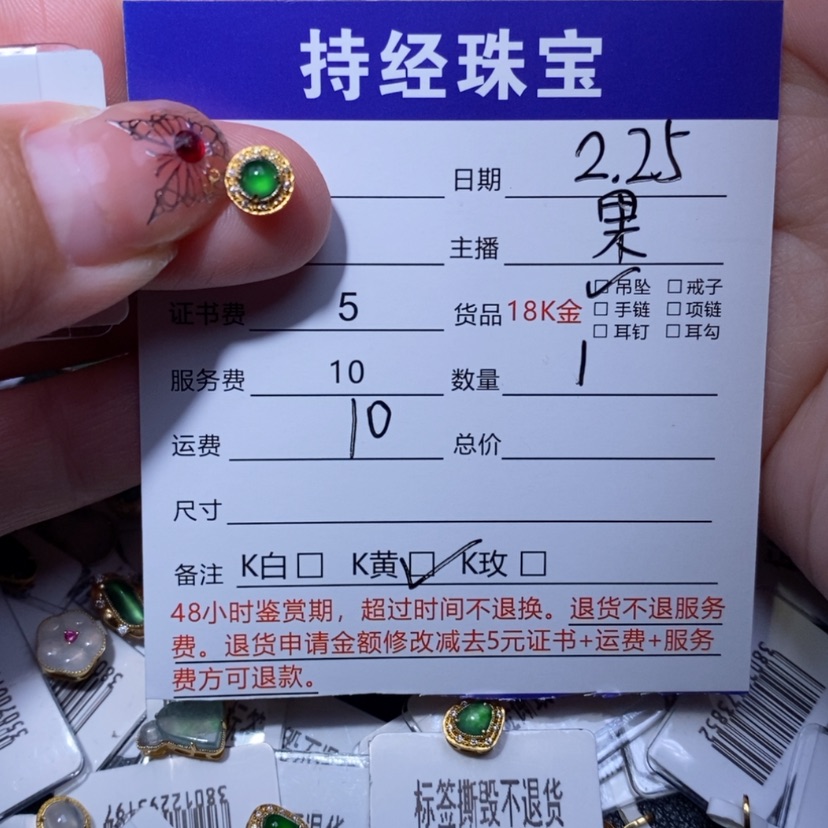 持经珠宝
日期 2.25
主播 果
证书费 5 货品 18K金 吊坠 戒子
手链 项链
耳钉 耳勾
服务费 10 数量 1
运费 10 总价
尺寸
备注 K白 K黄 K玫
48小时鉴赏期，超过时间不退换。退货不退服务
费。退货申请金额修改减去5元证书+运费+服务
费方可退款。
标签撕毁不退货